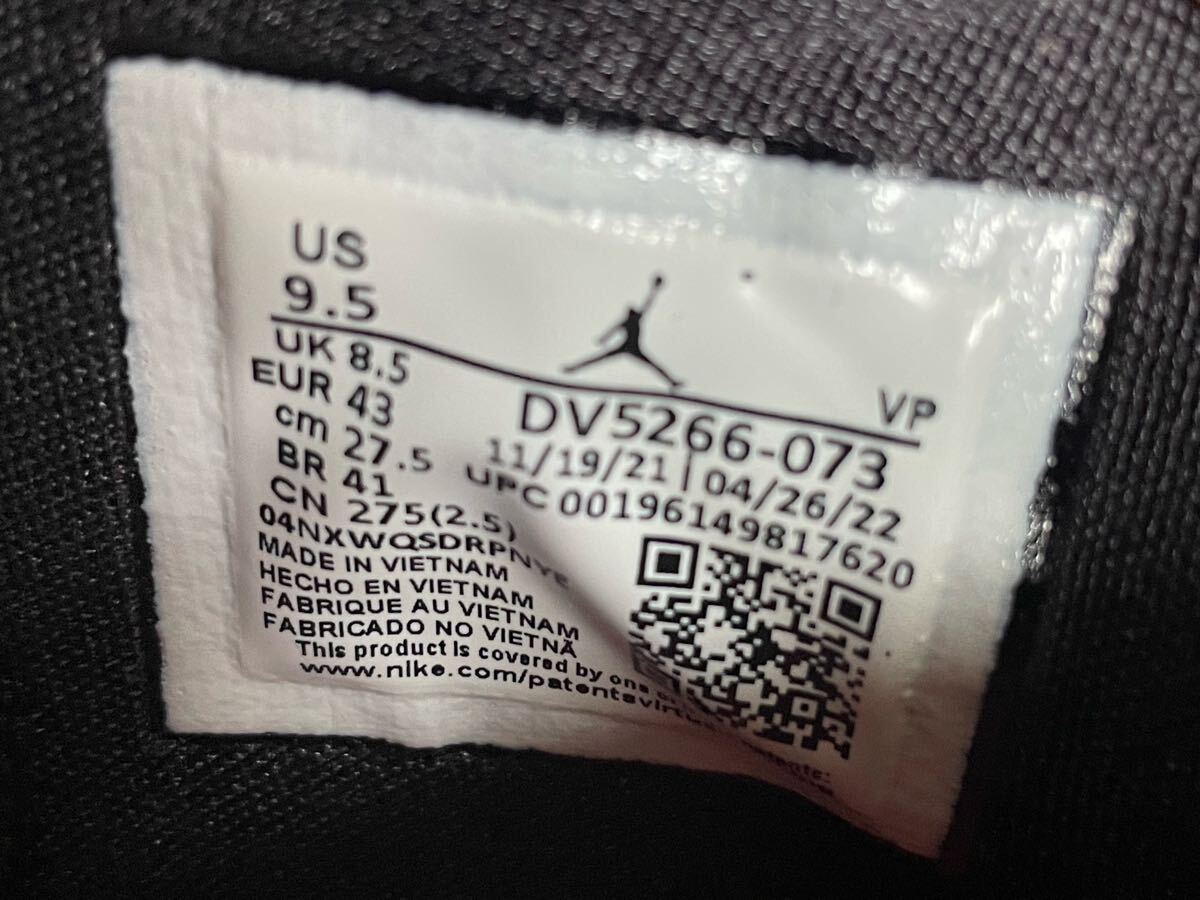 US
9.5
UK 8.5
EUR 43
cm 27.5
BR 41
CN 275(2.5)
VP
DV5266-073
11/19/21 | 04/26/22
UPC 00196149817620
04NXWQSDRPNYE
MADE IN VIETNAM
HECHO EN VIETNAM
FABRIQUE AU VIETNAM
FABRICADO NO VIETNÃ
This product is covered by one
www.nike.com/patents